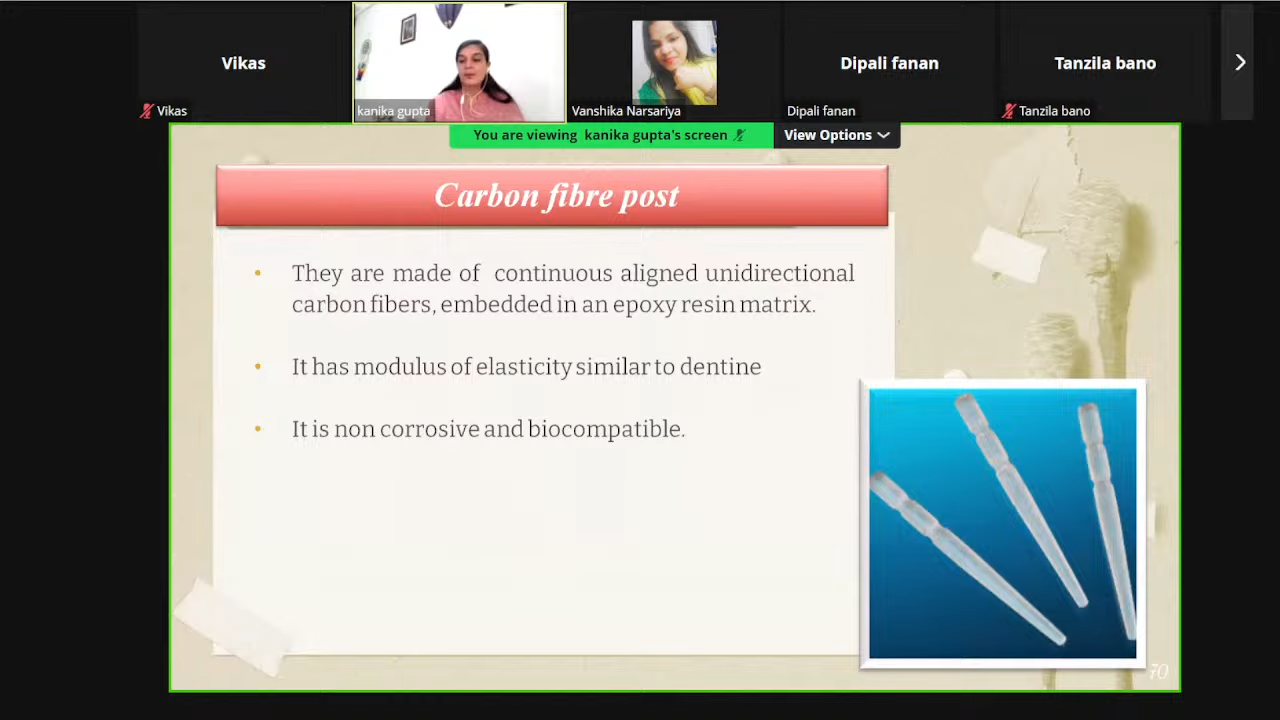 Vikas
Dipali fanan
Tanzila bano
Vikas
kanika gupta
Vanshika Narsariya
Dipali fanan
Tanzila bano
You are viewing kanika gupta's screen
View Options
Carbon fibre post
• They are made of continuous aligned unidirectional
carbon fibers, embedded in an epoxy resin matrix.
• It has modulus of elasticity similar to dentine
• It is non corrosive and biocompatible.
70